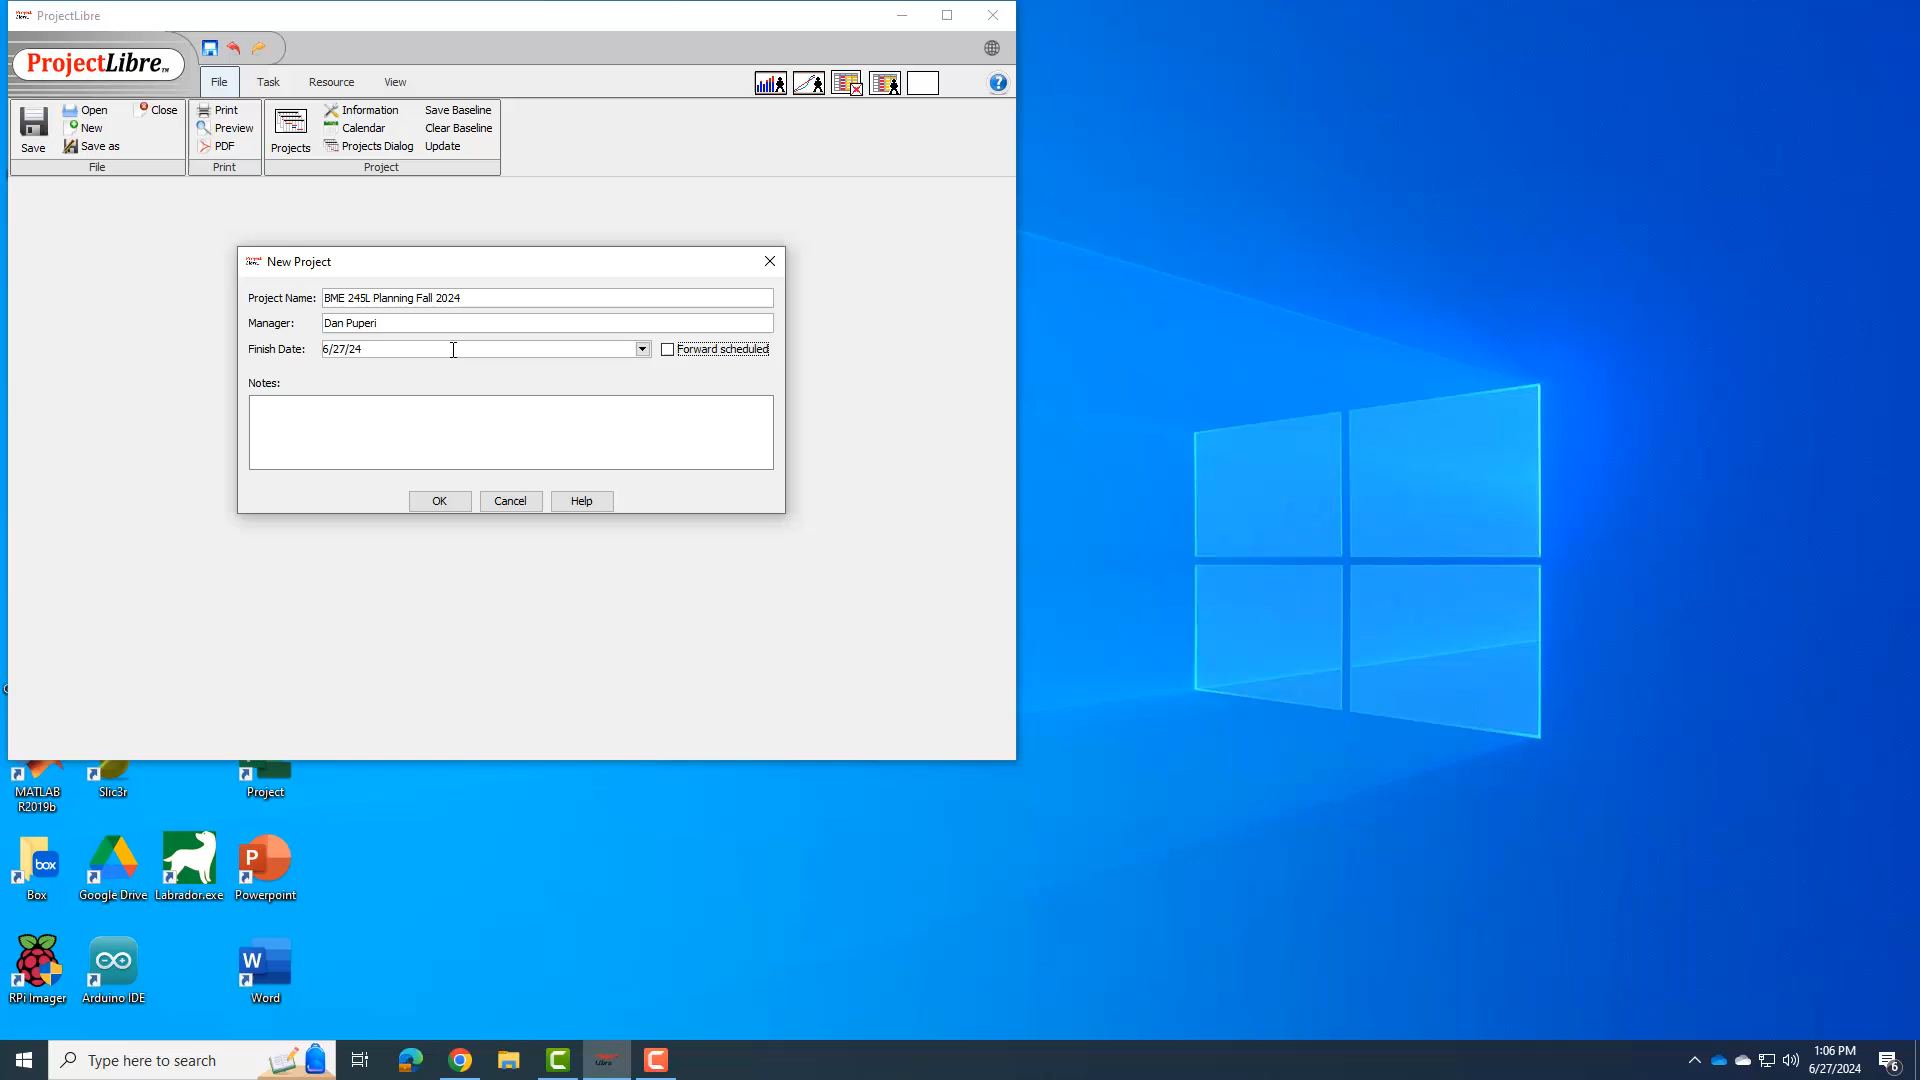 ProjectLibre
ProjectLibre™
File Task Resource View
Save
Open
New
Save as
Close
File
Print
Preview
PDF
Print
Projects
Information
Calendar
Projects Dialog
Save Baseline
Clear Baseline
Update
Project
New Project
Project Name: BME 245L Planning Fall 2024
Manager: Dan Puperi
Finish Date: 6/27/24 Forward scheduled
Notes:
OK Cancel Help
MATLAB R2019b
Slic3r
Project
Box
box
Google Drive
Labrador.exe
Powerpoint
RPi Imager
Arduino IDE
Word
Type here to search
1:06 PM
6/27/2024
6